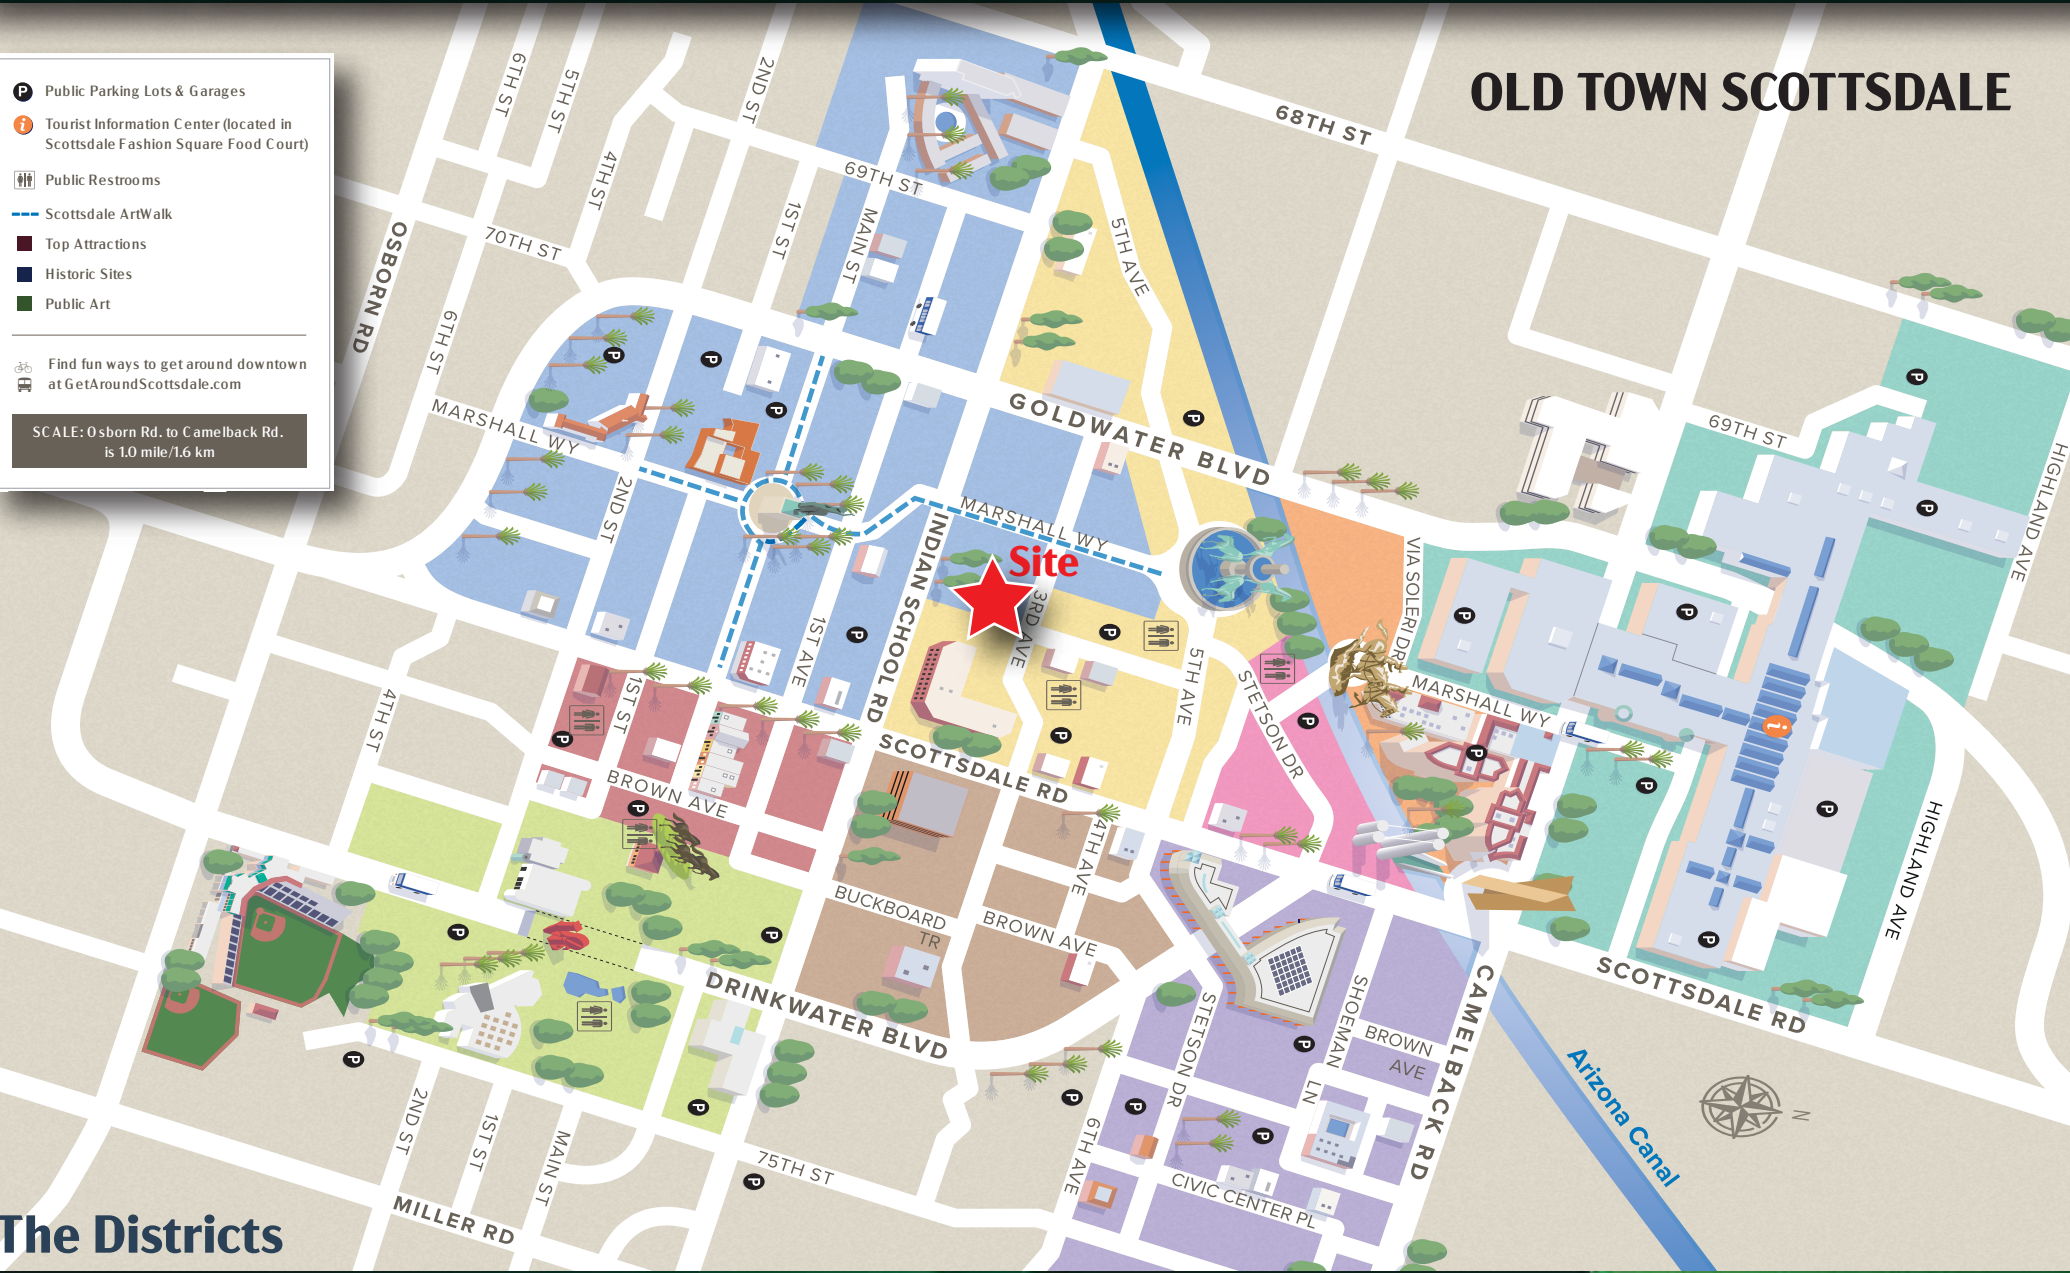 OLD TOWN SCOTTSDALE
P Public Parking Lots & Garages
i Tourist Information Center (located in
Scottsdale Fashion Square Food Court)
Public Restrooms
Scottsdale ArtWalk
Top Attractions
Historic Sites
Public Art
Find fun ways to get around downtown
at GetAroundScottsdale.com
SCALE: Osborn Rd. to Camelback Rd.
is 1.0 mile/1.6 km
6TH ST
5TH ST
2ND ST
4TH ST
68TH ST
69TH ST
1ST ST
MAIN ST
5TH AVE
OSBORN RD
70TH ST
6TH ST
P
P
P
P
P
MARSHALL WY
GOLDWATER BLVD
69TH ST
HIGHLAND AVE
2ND ST
INDIAN SCHOOL RD
MARSHALL WY
P
Site
VIA SOLERI DR
3RD AVE
P
P
P
P
1ST AVE
5TH AVE
STETSON DR
MARSHALL WY
4TH ST
1ST ST
P
P
P
P
i
SCOTTSDALE RD
P
P
BROWN AVE
P
4TH AVE
HIGHLAND AVE
BUCKBOARD
TR
BROWN AVE
P
P
P
DRINKWATER BLVD
SCOTTSDALE RD
CAMELBACK RD
STETSON DR
SHOEMAN
LN
BROWN
AVE
P
P
P
P
P
P
P
Arizona Canal
N
2ND ST
1ST ST
MAIN ST
75TH ST
6TH AVE
CIVIC CENTER PL
MILLER RD
The Districts